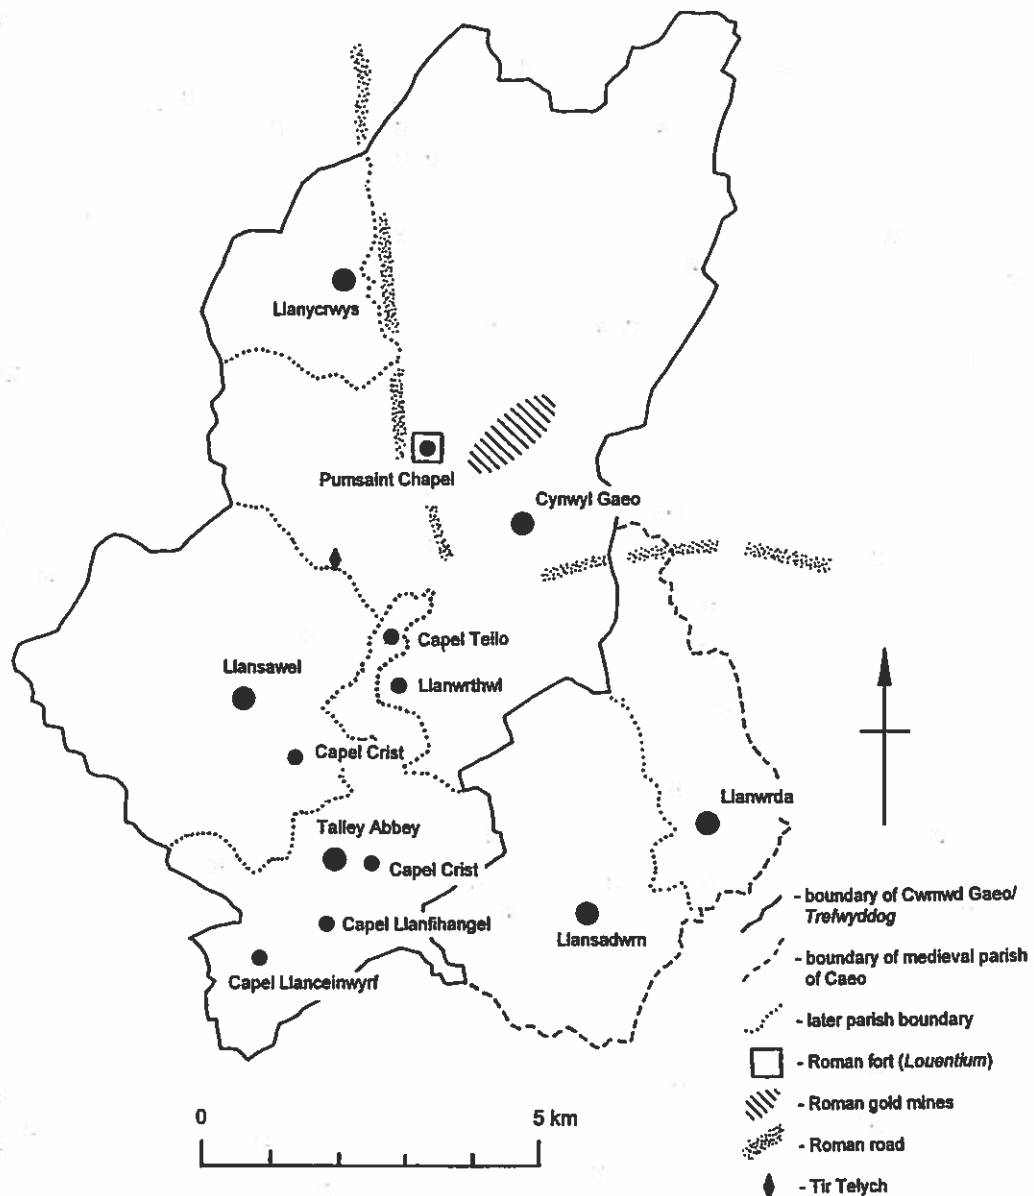 Llanycrwys
Pumsaint Chapel
Cynwyl Gaeo
Capel Teilo
Llansawel
Llanwrthwl
Capel Crist
Llanwrda
Talley Abbey
Capel Crist
Capel Llanfihangel
Llansadwrn
Capel Llanceinwyrf
- boundary of Cwmwd Gaeo/
Trefwyddog
- boundary of medieval parish
of Caeo
- later parish boundary
- Roman fort (Louentium)
- Roman gold mines
- Roman road
- Tir Telych
0
5 km